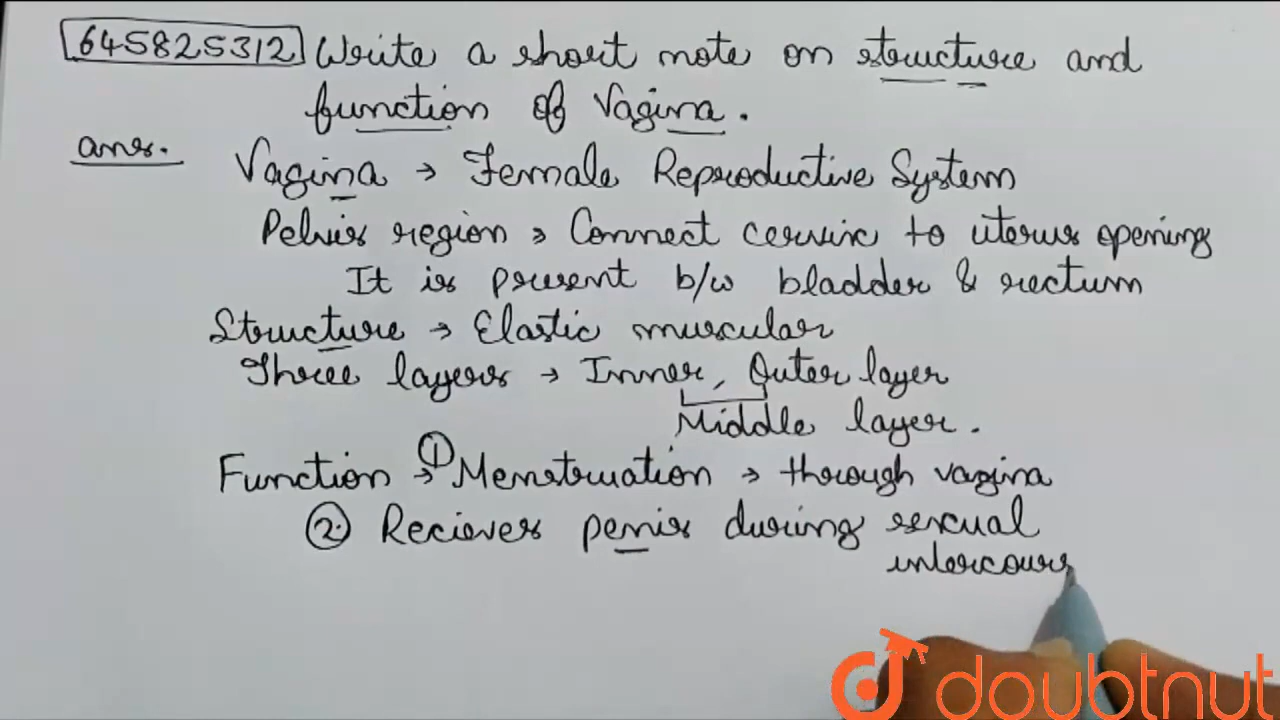 645825312 Write a short note on structure and
function of Vagina.
ans. Vagina → Female Reproductive System
Pelvis region → Connect cervix to uterus opening
It is present b/w bladder & rectum
Structure → Elastic muscular
Three layers → Inner, Outer layer
Middle layer.
Function → ① Menstruation → through vagina
② Recieves penis during sexual
intercours
doubtnut